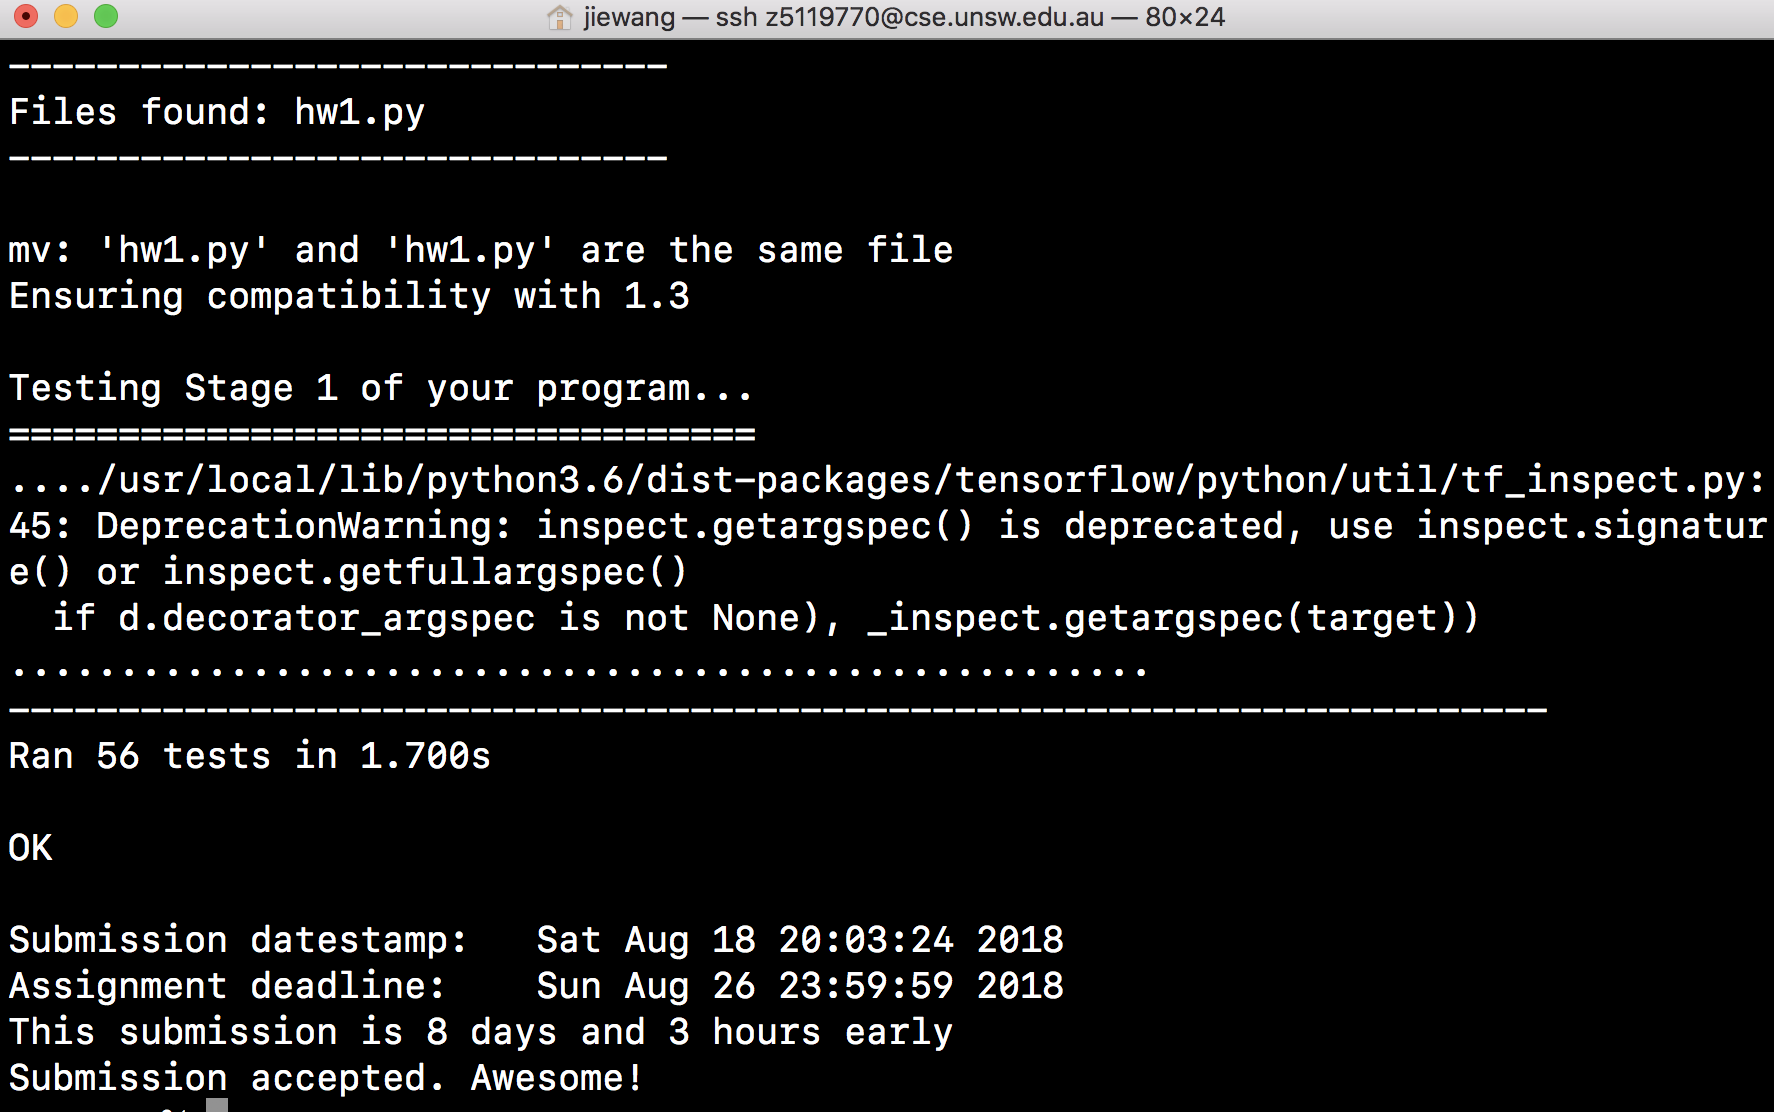 jiewang — ssh z5119770@cse.unsw.edu.au — 80×24
------------------------------
Files found: hw1.py
------------------------------
mv: 'hw1.py' and 'hw1.py' are the same file
Ensuring compatibility with 1.3
Testing Stage 1 of your program...
==================================
..../usr/local/lib/python3.6/dist-packages/tensorflow/python/util/tf_inspect.py:
45: DeprecationWarning: inspect.getargspec() is deprecated, use inspect.signatur
e() or inspect.getfullargspec()
  if d.decorator_argspec is not None), _inspect.getargspec(target))
....................................................
----------------------------------------------------------------------
Ran 56 tests in 1.700s
OK
Submission datestamp:   Sat Aug 18 20:03:24 2018
Assignment deadline:    Sun Aug 26 23:59:59 2018
This submission is 8 days and 3 hours early
Submission accepted. Awesome!